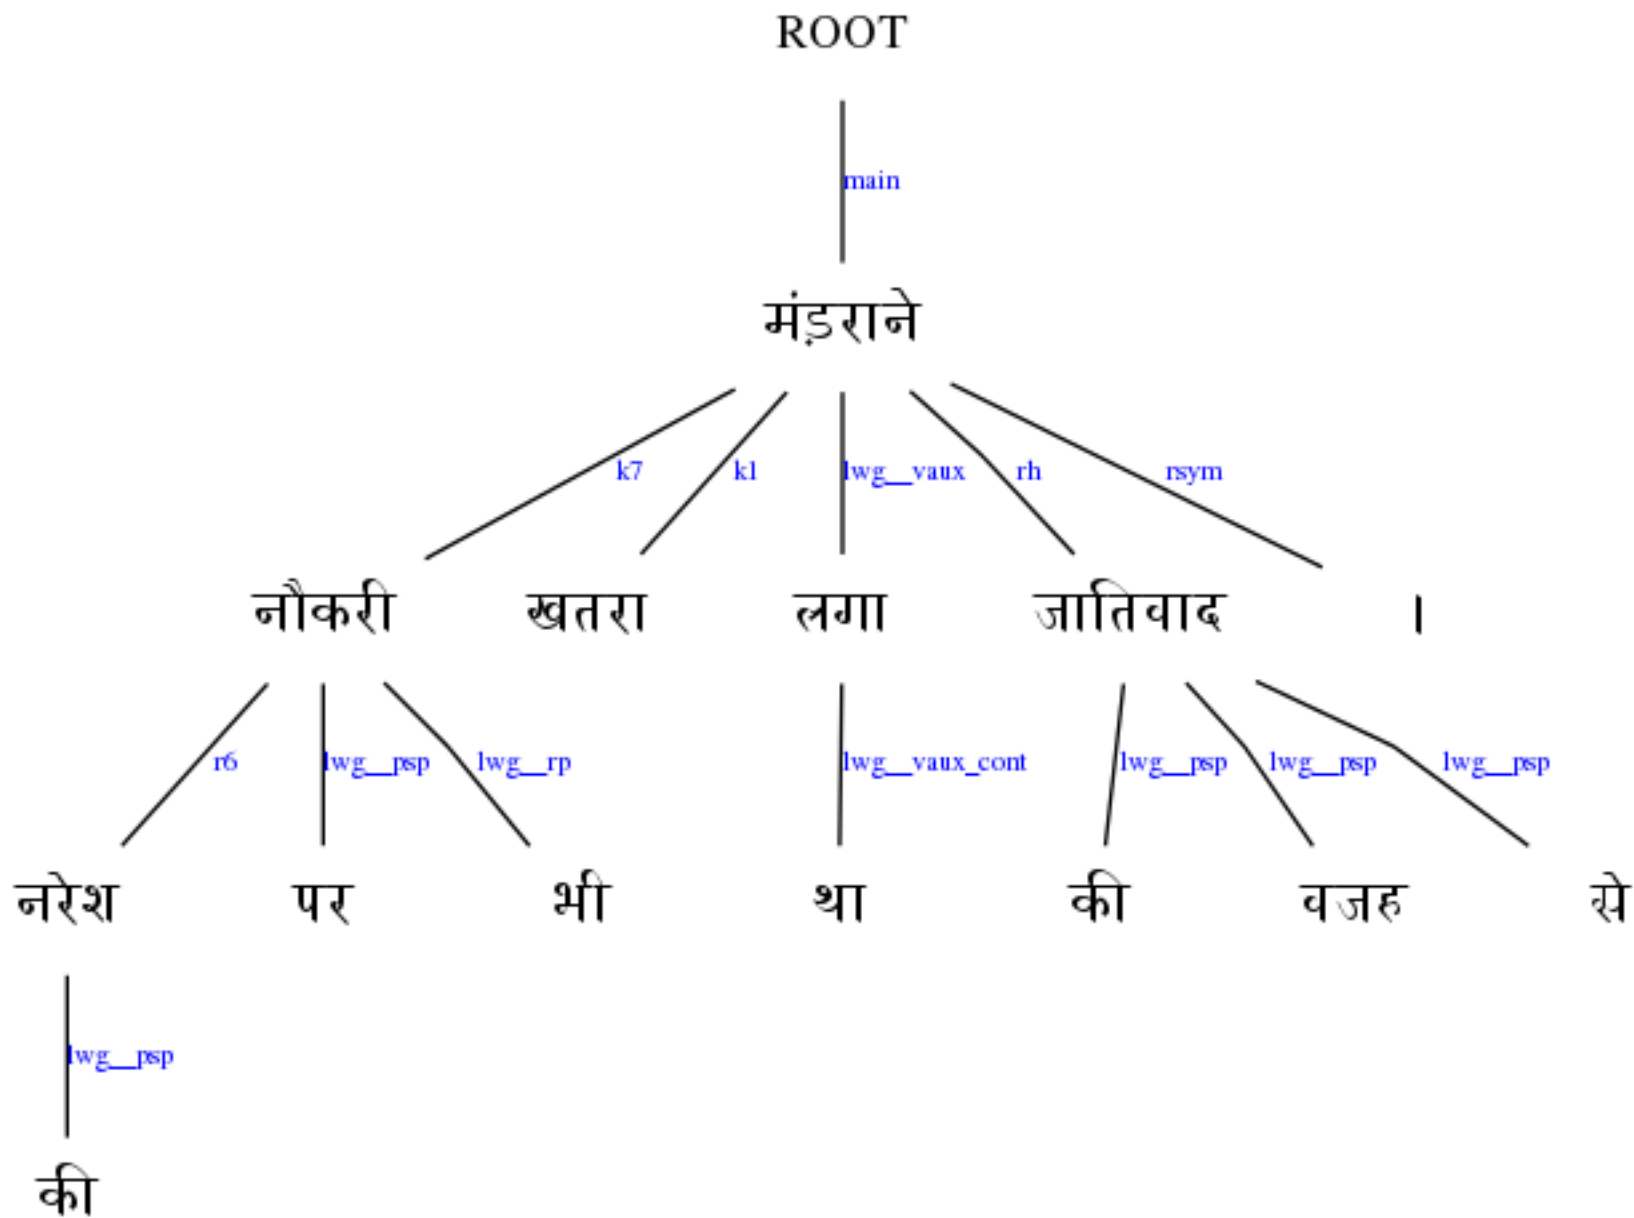 ROOT
main
मंड़राने
k7 k1 lwg__vaux rh rsym
नौकरी खतरा लगा जातिवाद ।
r6 lwg__psp lwg__rp lwg__vaux_cont lwg__psp lwg__psp lwg__psp
नरेश पर भी था की वजह से
lwg__psp
की